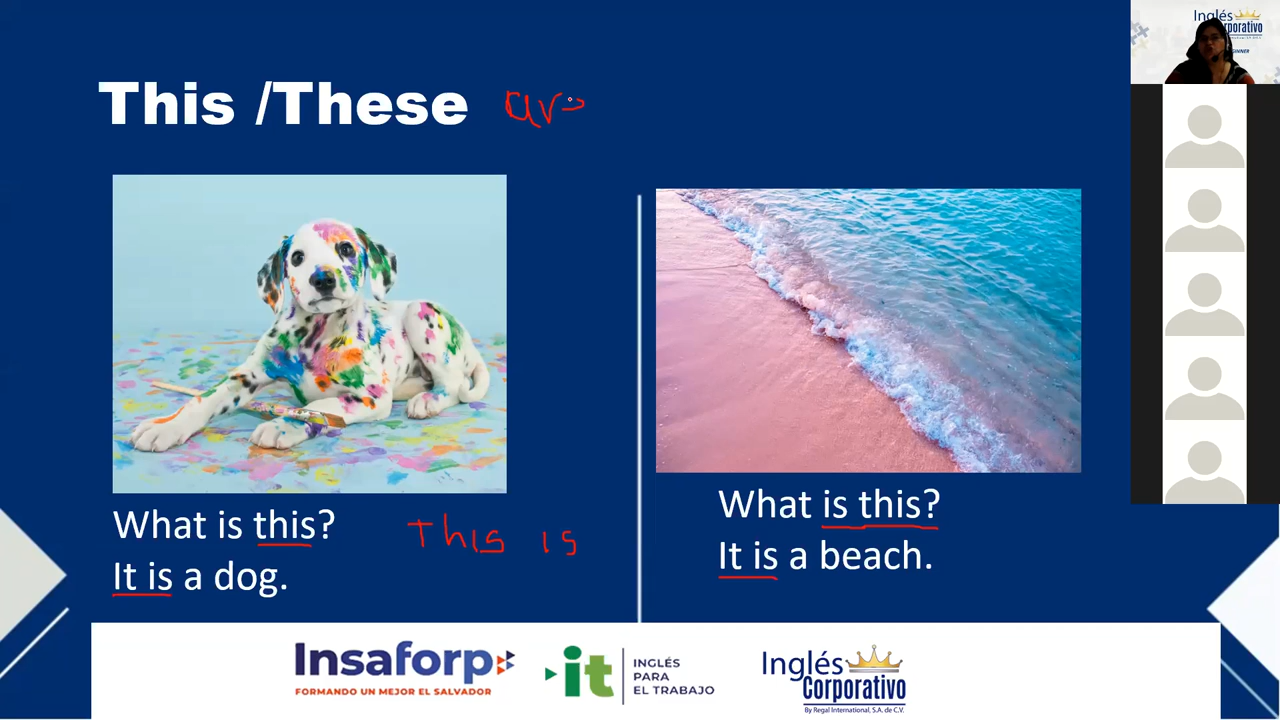 This /These
What is this?
It is a dog.
This is
What is this?
It is a beach.
Insaforp
FORMANDO UN MEJOR EL SALVADOR
it
INGLÉS
PARA
EL TRABAJO
Inglés
Corporativo
By Regal International, S.A. de C.V.
Inglés